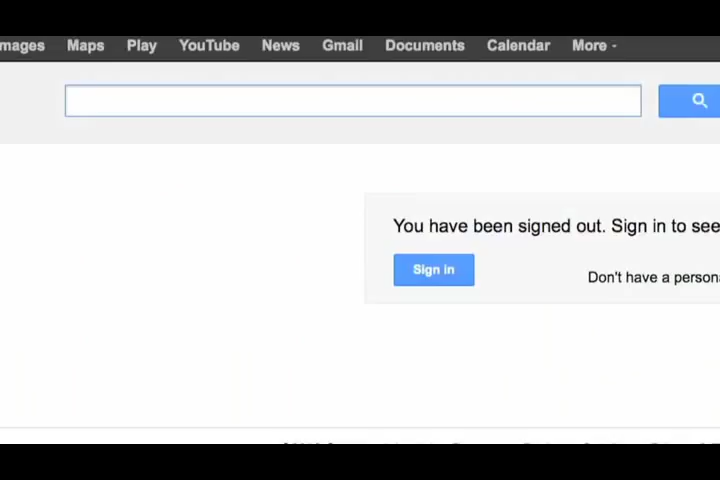 mages Maps Play YouTube News Gmail Documents Calendar More
You have been signed out. Sign in to see
Sign in
Don't have a persona